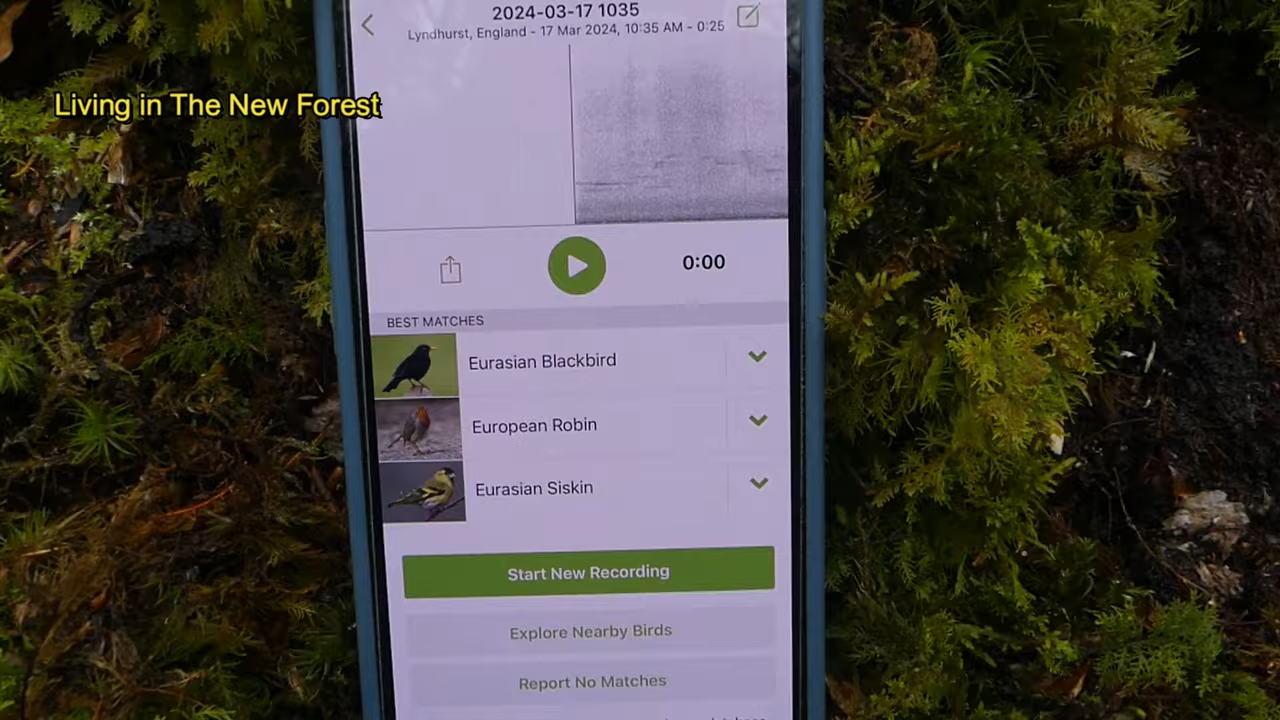 2024-03-17 1035
Lyndhurst, England - 17 Mar 2024, 10:35 AM - 0:25
Living in The New Forest
0:00
BEST MATCHES
Eurasian Blackbird
European Robin
Eurasian Siskin
Start New Recording
Explore Nearby Birds
Report No Matches